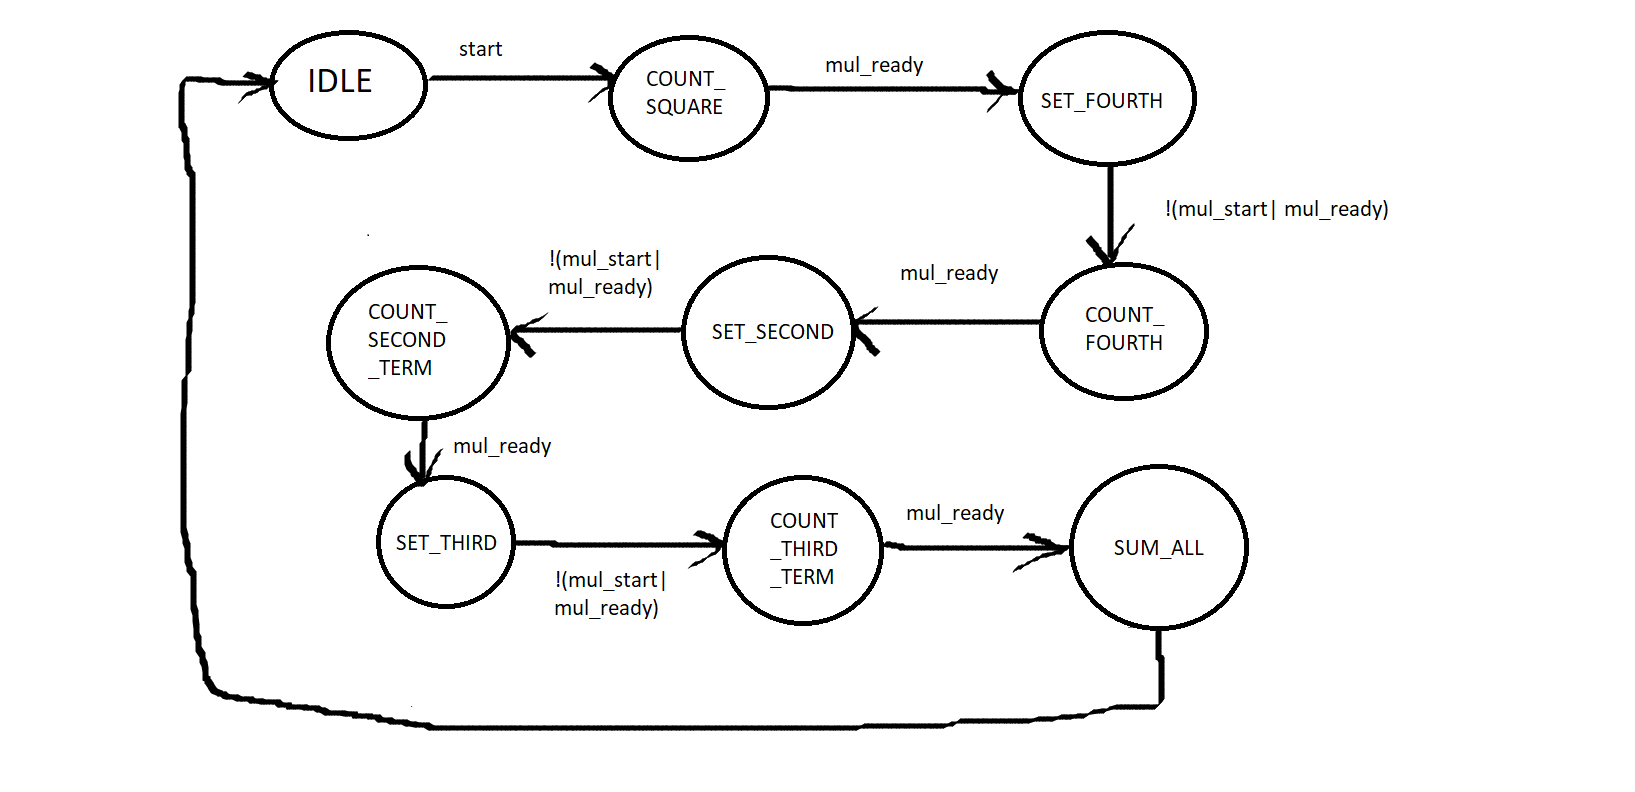 start
IDLE
COUNT_
SQUARE
mul_ready
SET_FOURTH
!(mul_start| mul_ready)
COUNT_
FOURTH
mul_ready
SET_SECOND
!(mul_start|
mul_ready)
COUNT_
SECOND
_TERM
mul_ready
SET_THIRD
!(mul_start|
mul_ready)
COUNT
_THIRD
_TERM
mul_ready
SUM_ALL